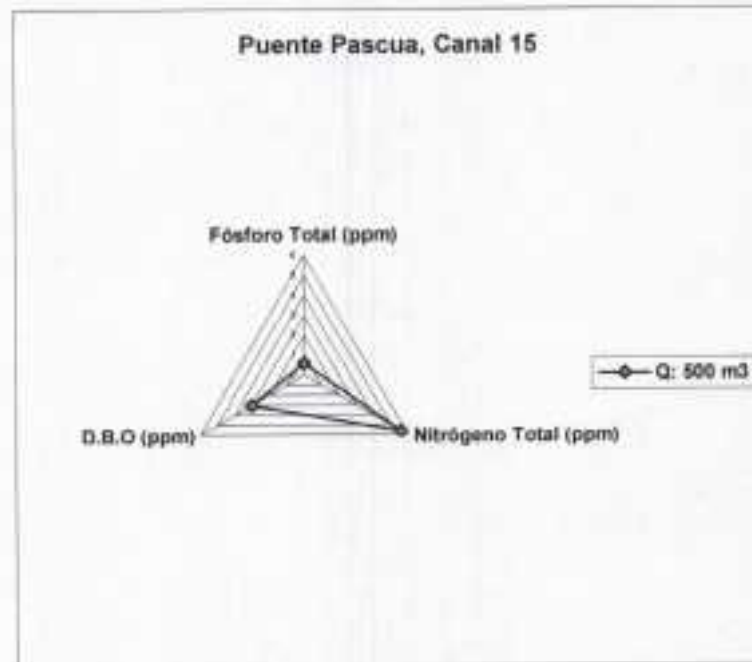 Puente Pascua, Canal 15
Fósforo Total (ppm)
Q: 500 m3
D.B.O (ppm)
Nitrógeno Total (ppm)